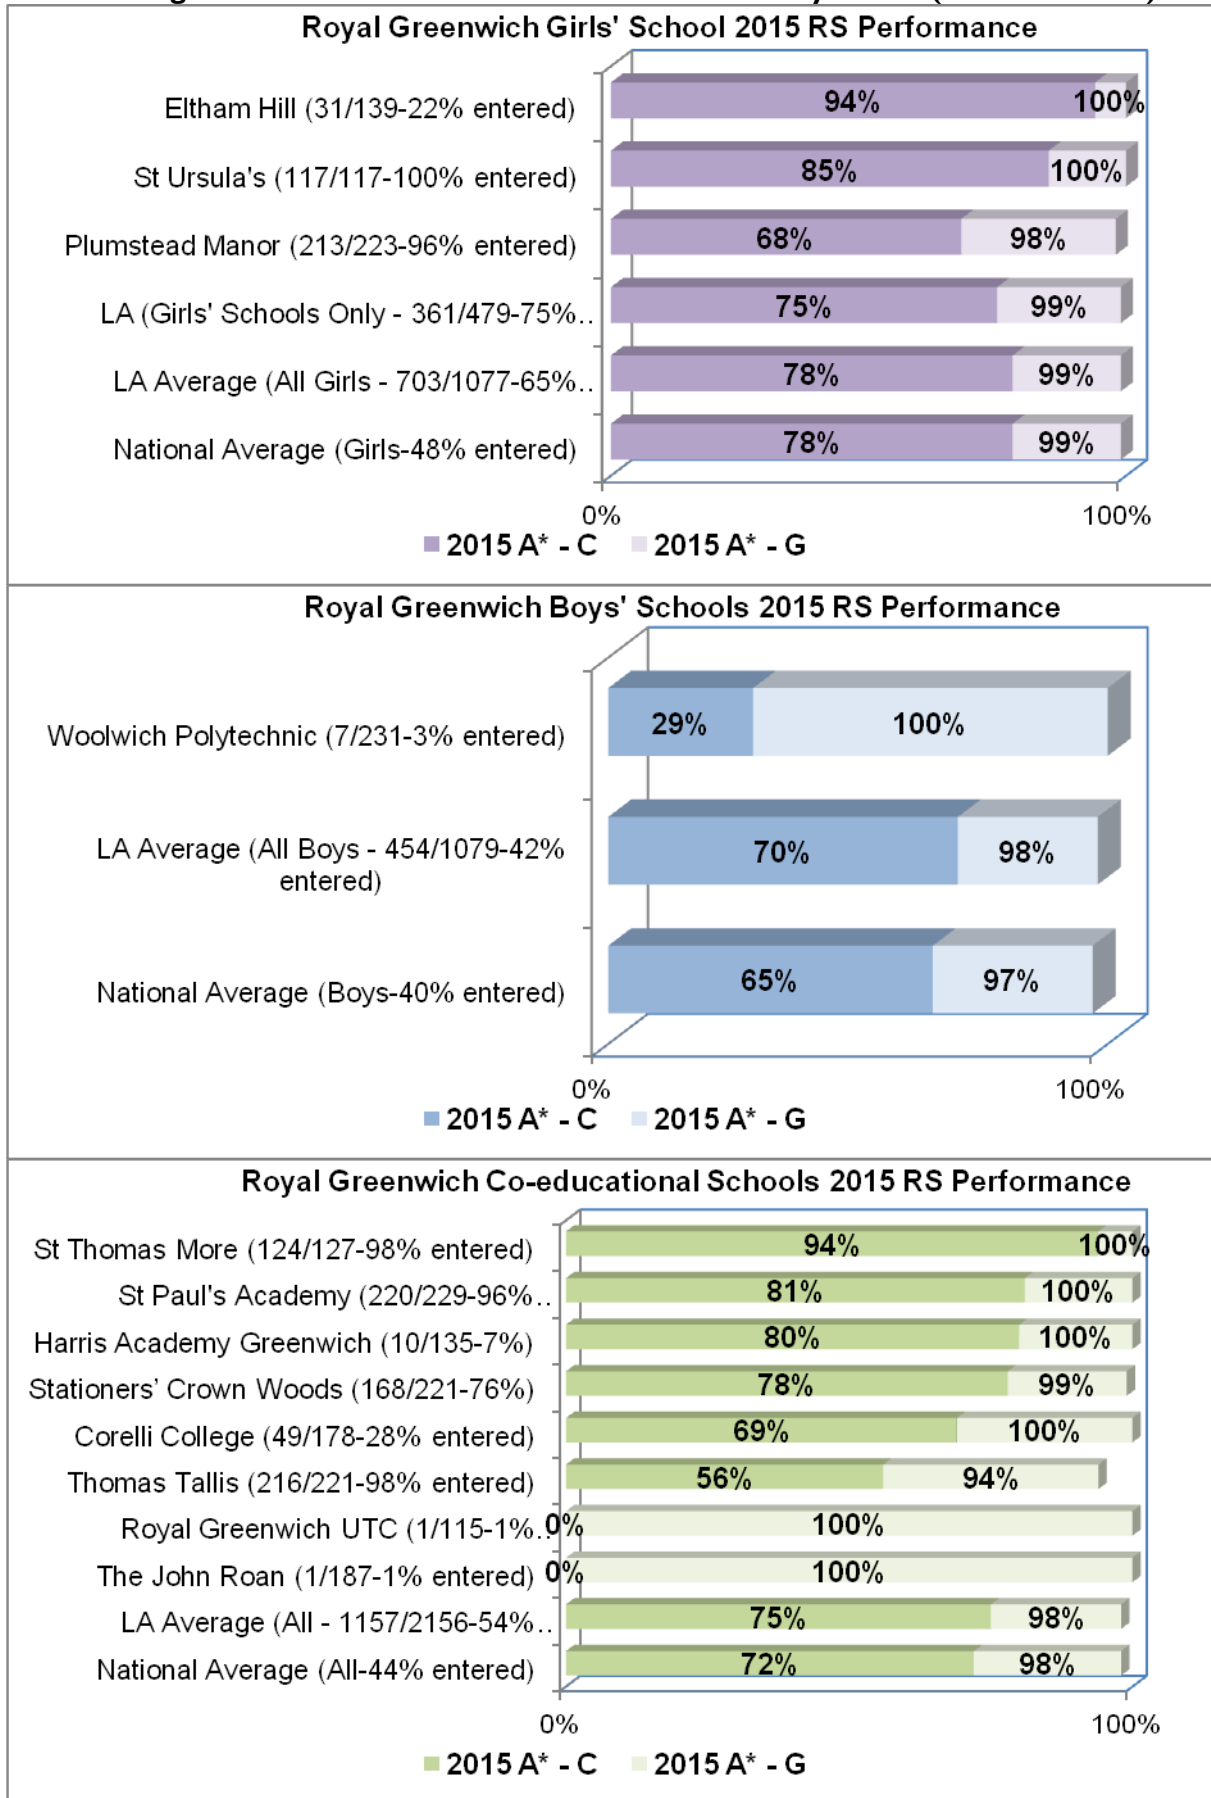 Royal Greenwich Girls' School 2015 RS Performance
Eltham Hill (31/139-22% entered)
94%
100%
St Ursula's (117/117-100% entered)
85%
100%
Plumstead Manor (213/223-96% entered)
68%
98%
LA (Girls' Schools Only - 361/479-75%..
75%
99%
LA Average (All Girls - 703/1077-65%..
78%
99%
National Average (Girls-48% entered)
78%
99%
0%
100%
2015 A* - C
2015 A* - G
Royal Greenwich Boys' Schools 2015 RS Performance
Woolwich Polytechnic (7/231-3% entered)
29%
100%
LA Average (All Boys - 454/1079-42%
entered)
70%
98%
National Average (Boys-40% entered)
65%
97%
0%
100%
2015 A* - C
2015 A* - G
Royal Greenwich Co-educational Schools 2015 RS Performance
St Thomas More (124/127-98% entered)
94%
100%
St Paul's Academy (220/229-96%..
81%
100%
Harris Academy Greenwich (10/135-7%)
80%
100%
Stationers’ Crown Woods (168/221-76%)
78%
99%
Corelli College (49/178-28% entered)
69%
100%
Thomas Tallis (216/221-98% entered)
56%
94%
Royal Greenwich UTC (1/115-1%..
0%
100%
The John Roan (1/187-1% entered)
0%
100%
LA Average (All - 1157/2156-54%..
75%
98%
National Average (All-44% entered)
72%
98%
0%
100%
2015 A* - C
2015 A* - G